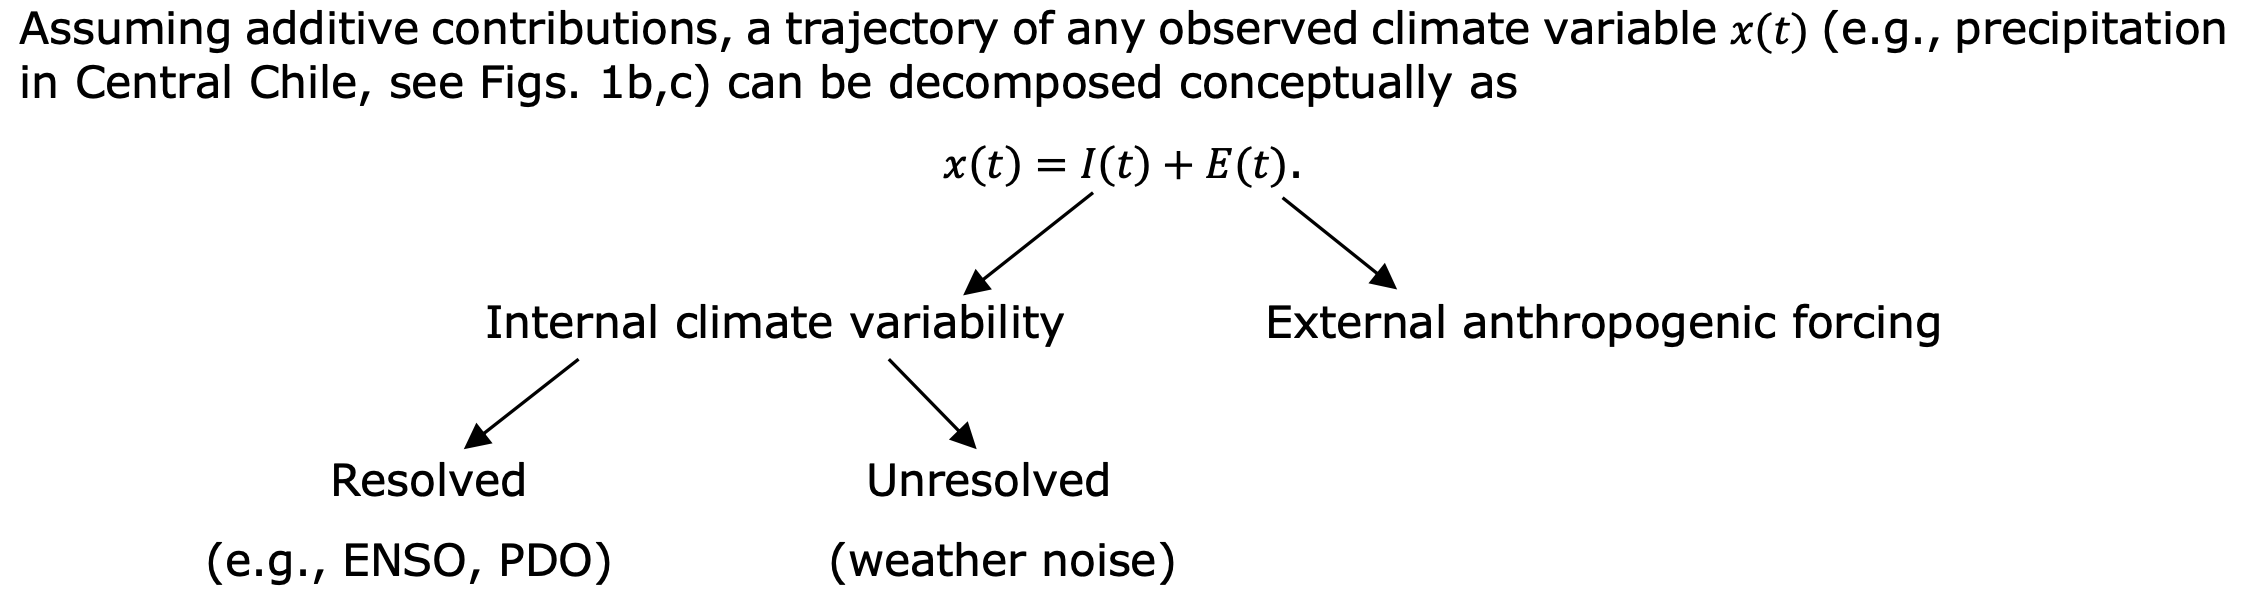 Assuming additive contributions, a trajectory of any observed climate variable x(t) (e.g., precipitation
in Central Chile, see Figs. 1b,c) can be decomposed conceptually as
x(t) = I(t) + E(t).
Internal climate variability External anthropogenic forcing
Resolved Unresolved
(e.g., ENSO, PDO) (weather noise)